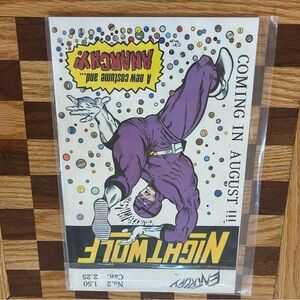 COMING IN AUGUST !!!
A new costume and...
ANARCHY!
NIGHTWOLF
No.2 1.50
Can. 2.25
ENTROPY